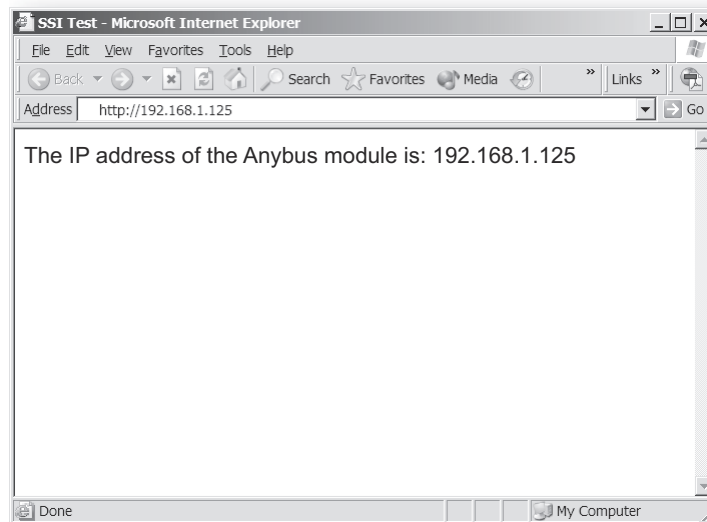 SSI Test - Microsoft Internet Explorer
File Edit View Favorites Tools Help
Back Search Favorites Media » Links »
Address http://192.168.1.125 Go
The IP address of the Anybus module is: 192.168.1.125
Done My Computer